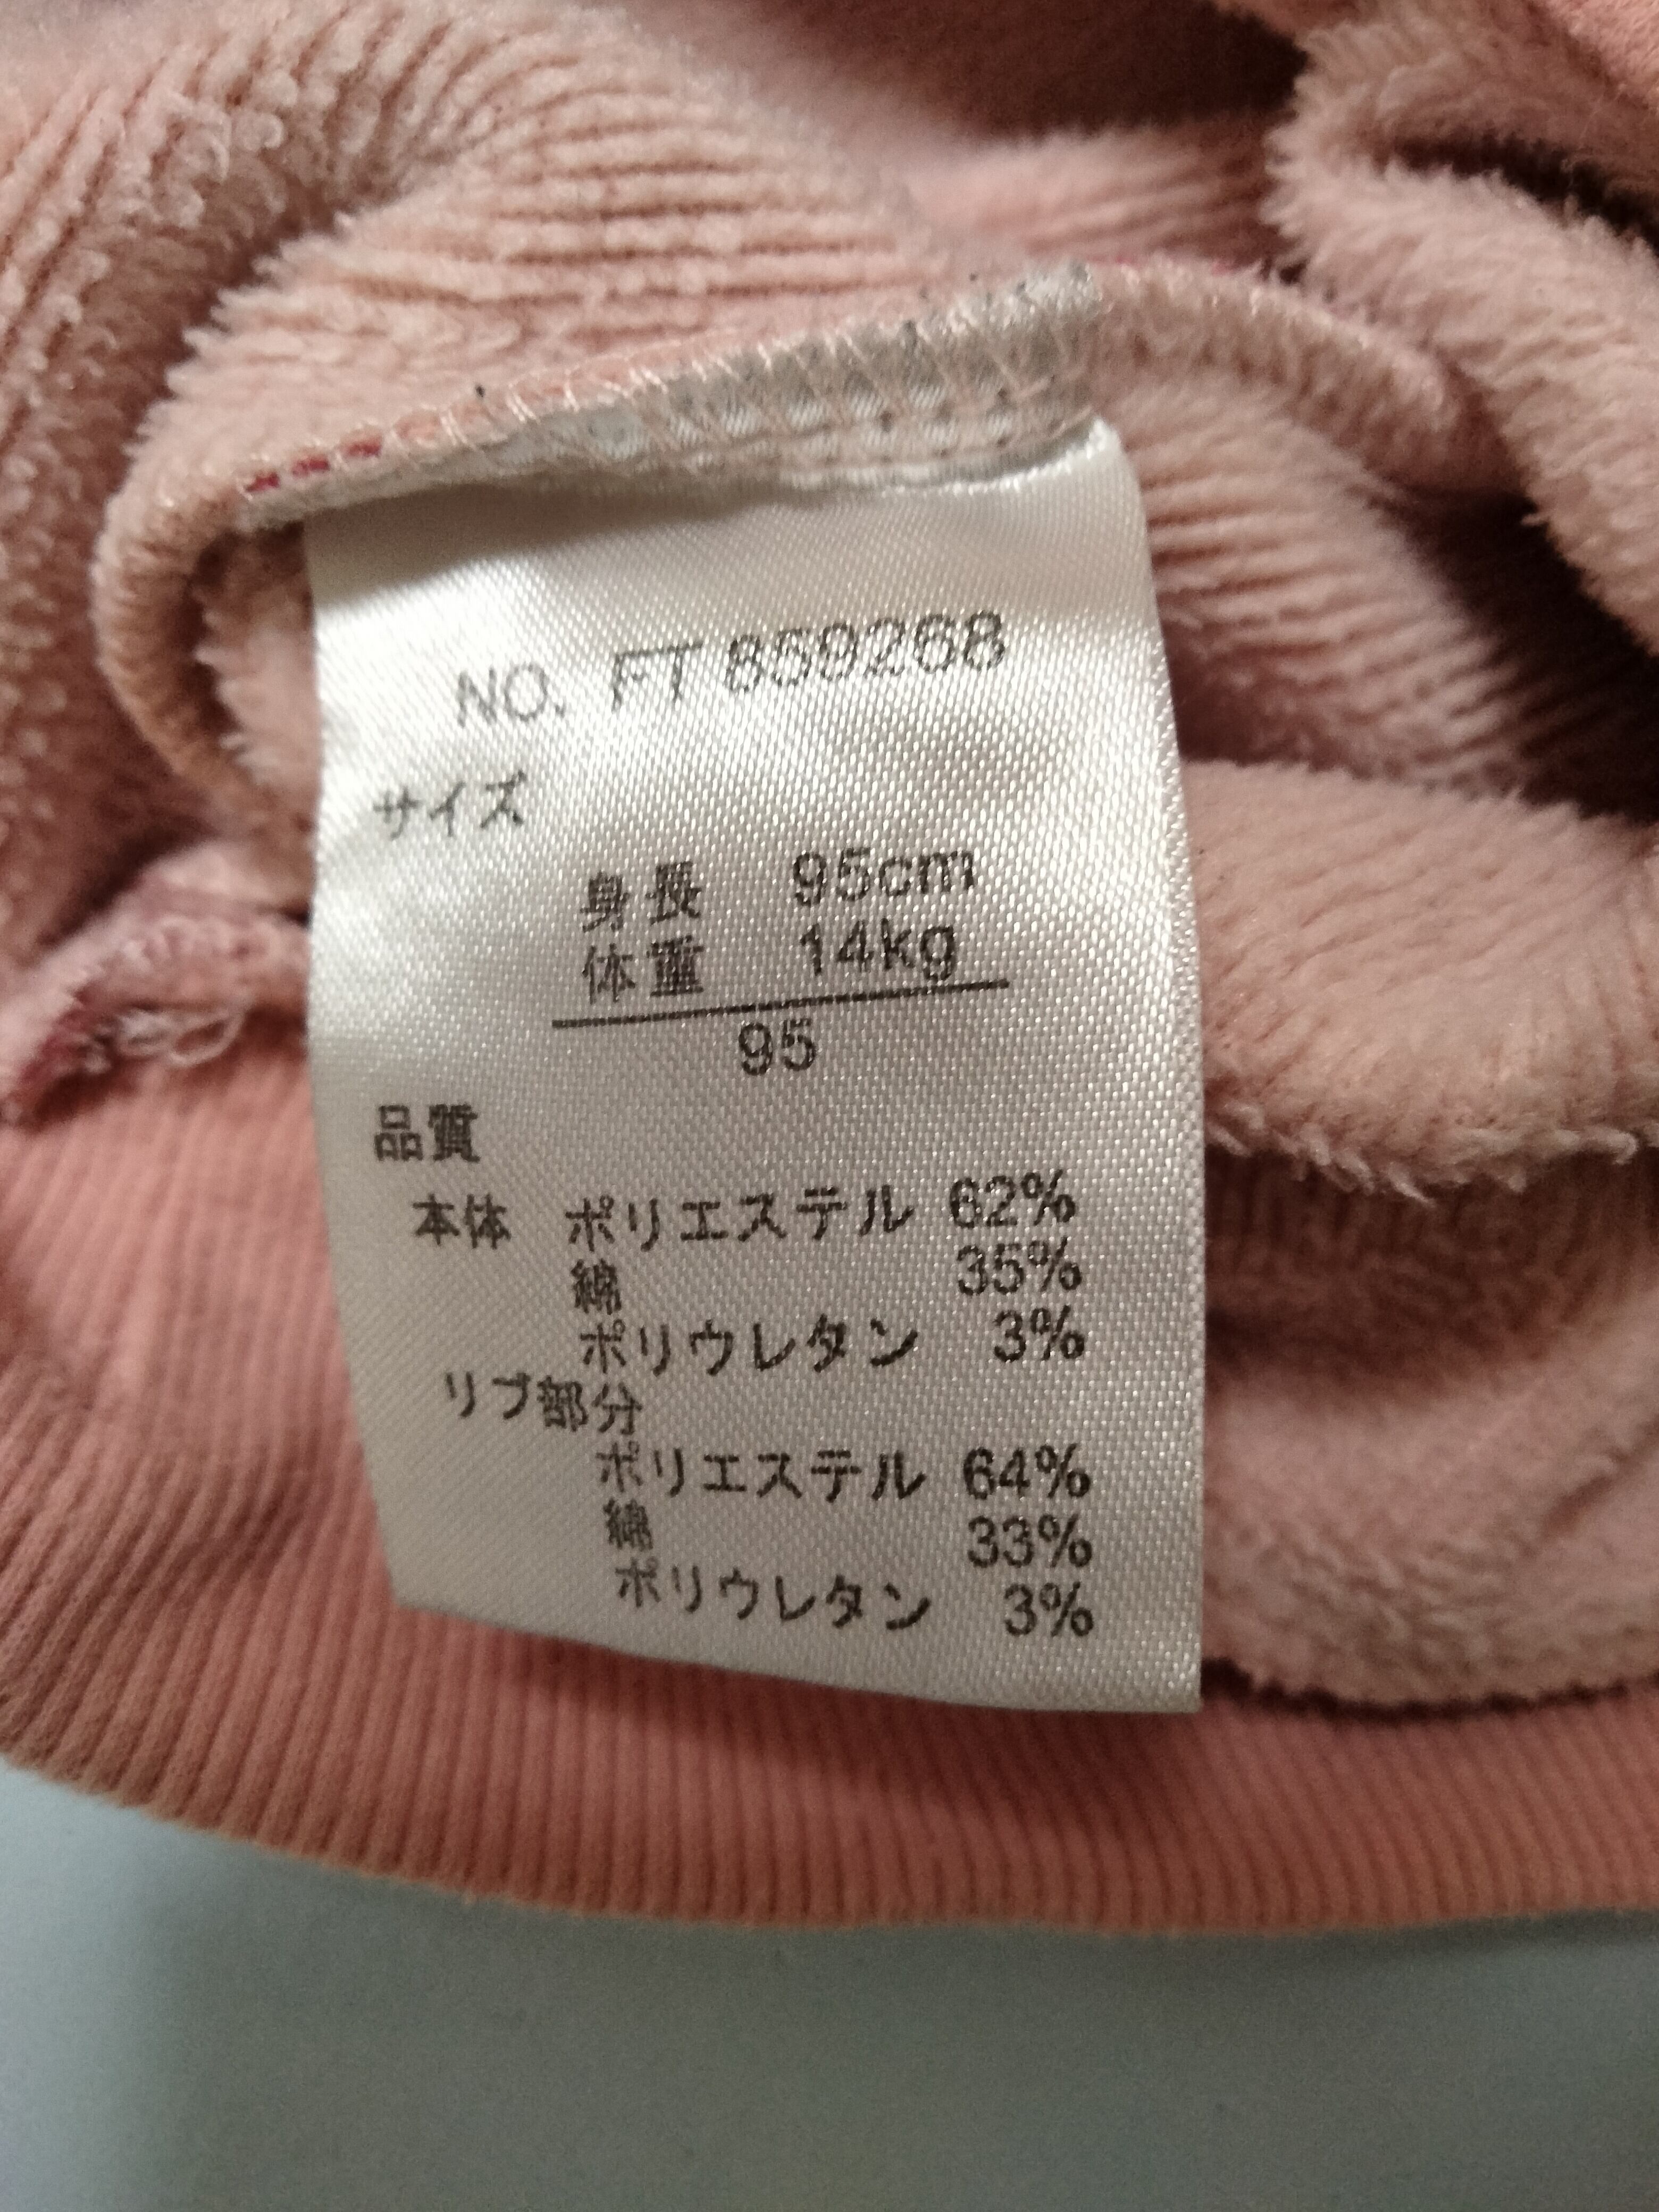 NO. FT 859268
サイズ
身長 95cm
体重 14kg
95
品質
本体 ポリエステル 62%
綿 35%
ポリウレタン 3%
リブ部分
ポリエステル 64%
綿 33%
ポリウレタン 3%